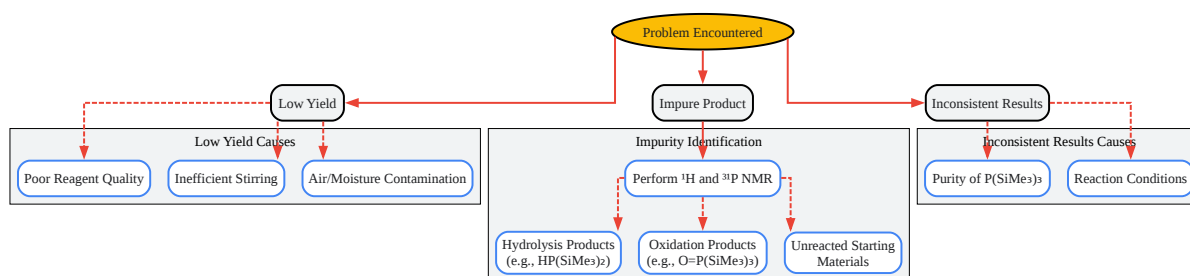 Problem Encountered
Low Yield
Impure Product
Inconsistent Results
Low Yield Causes
Impurity Identification
Inconsistent Results Causes
Poor Reagent Quality
Inefficient Stirring
Air/Moisture Contamination
Perform ¹H and ³¹P NMR
Purity of P(SiMe₃)₃
Reaction Conditions
Hydrolysis Products
(e.g., HP(SiMe₃)₂)
Oxidation Products
(e.g., O=P(SiMe₃)₃)
Unreacted Starting
Materials